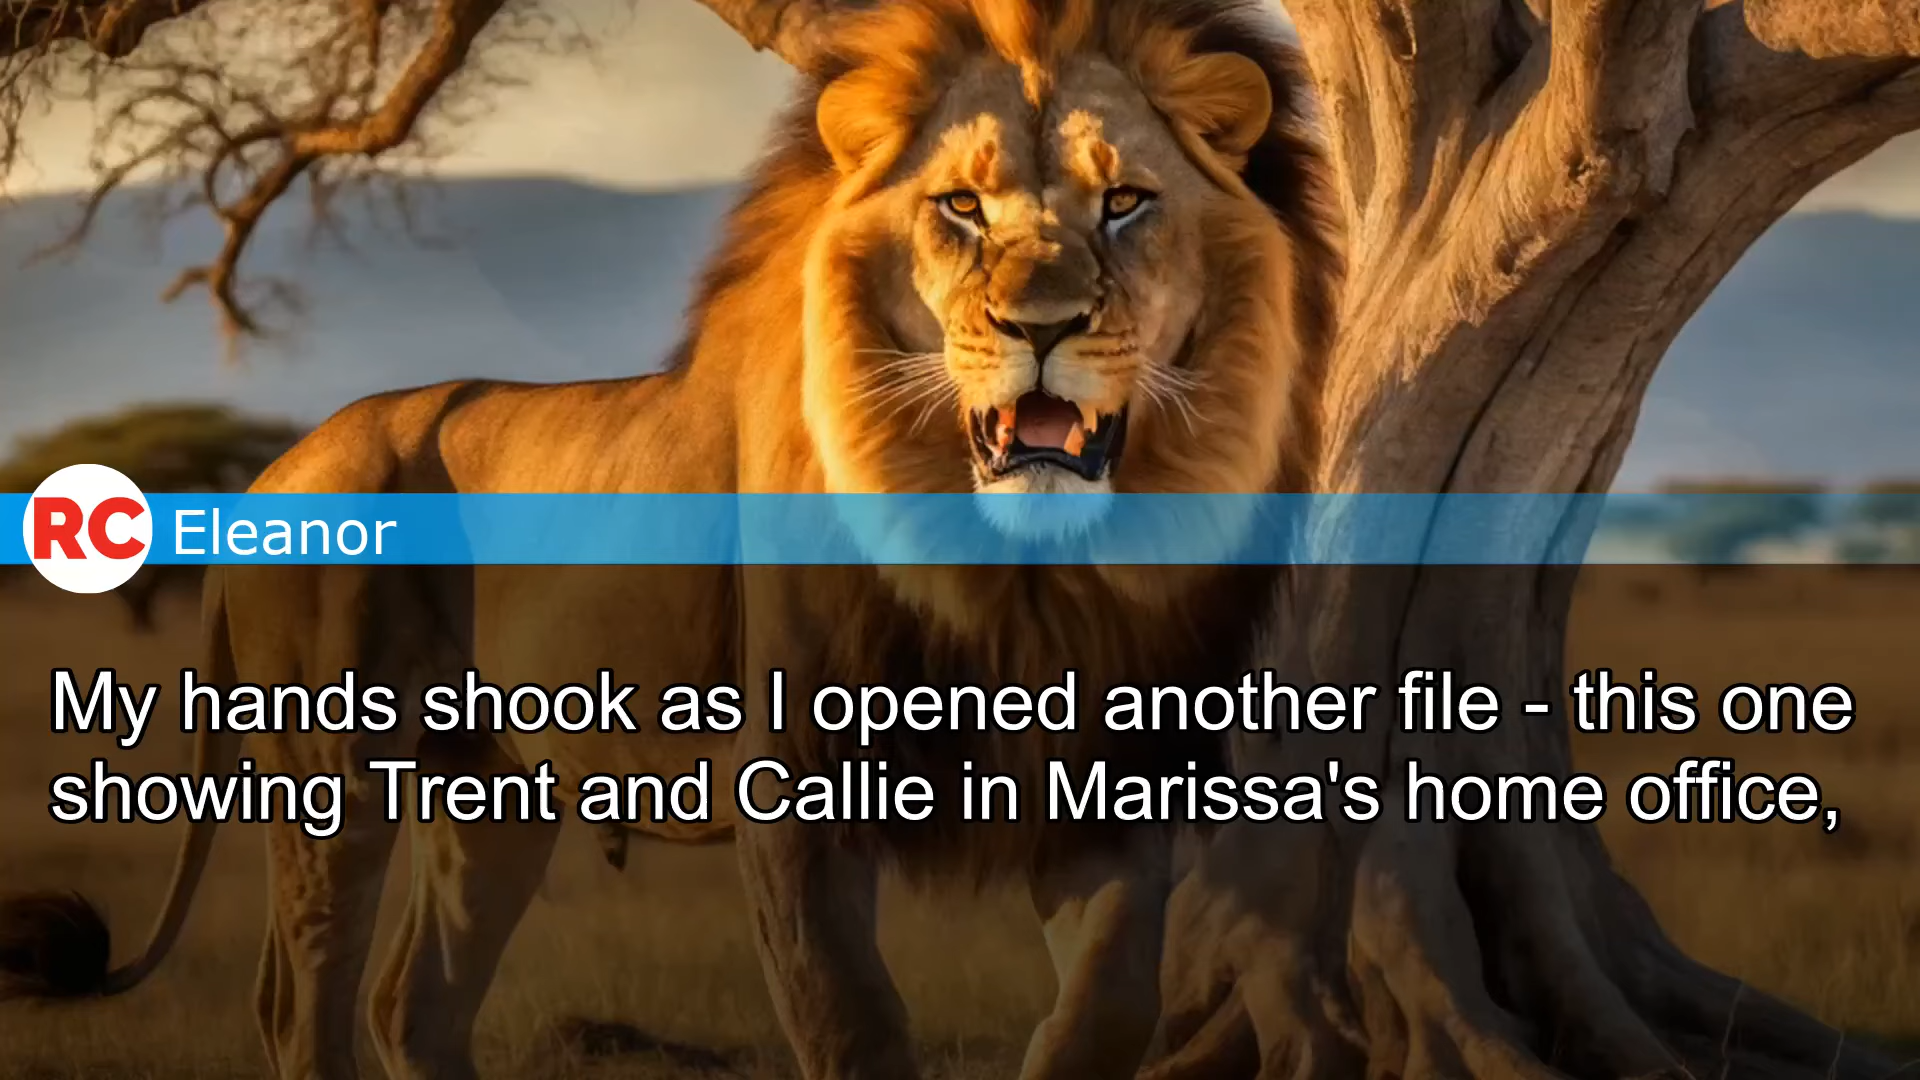 RC Eleanor
My hands shook as I opened another file - this one
showing Trent and Callie in Marissa's home office,